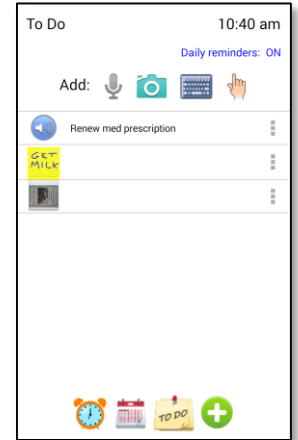 To Do 10:40 am
Daily reminders: ON
Add:
Renew med prescription
GET
MILK
TO DO